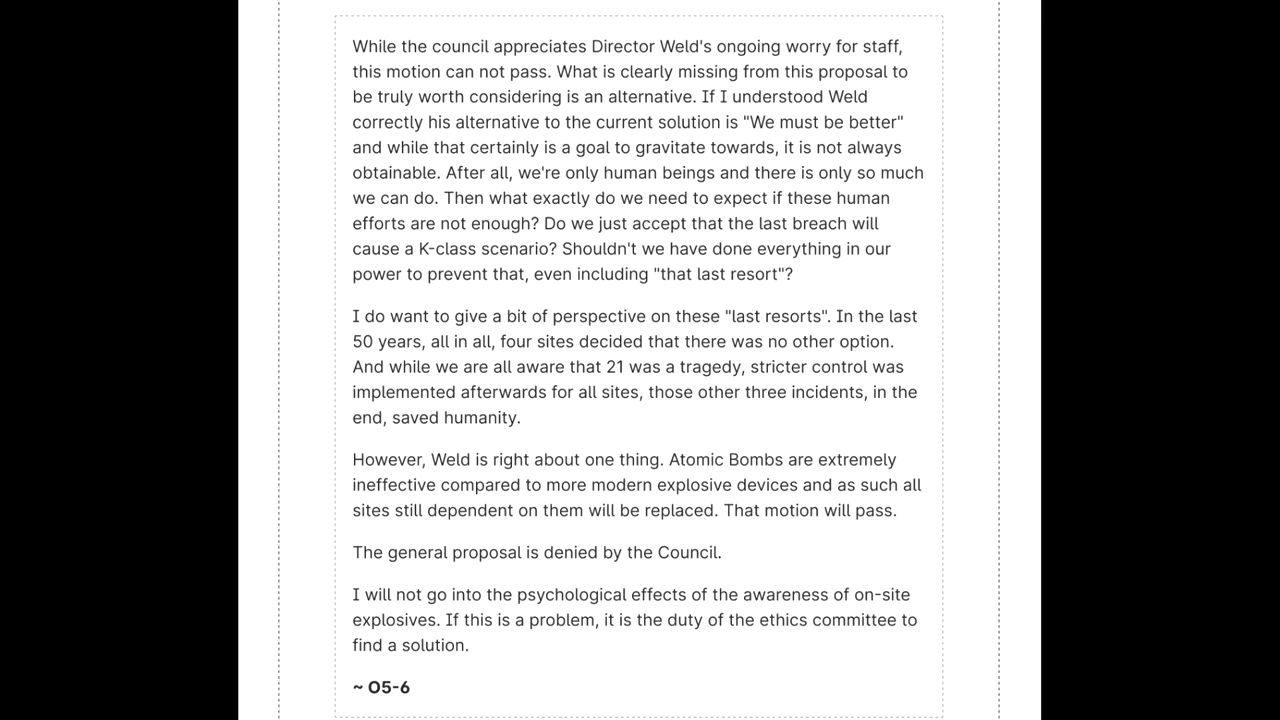 While the council appreciates Director Weld's ongoing worry for staff,
this motion can not pass. What is clearly missing from this proposal to
be truly worth considering is an alternative. If I understood Weld
correctly his alternative to the current solution is "We must be better"
and while that certainly is a goal to gravitate towards, it is not always
obtainable. After all, we're only human beings and there is only so much
we can do. Then what exactly do we need to expect if these human
efforts are not enough? Do we just accept that the last breach will
cause a K-class scenario? Shouldn't we have done everything in our
power to prevent that, even including "that last resort"?
I do want to give a bit of perspective on these "last resorts". In the last
50 years, all in all, four sites decided that there was no other option.
And while we are all aware that 21 was a tragedy, stricter control was
implemented afterwards for all sites, those other three incidents, in the
end, saved humanity.
However, Weld is right about one thing. Atomic Bombs are extremely
ineffective compared to more modern explosive devices and as such all
sites still dependent on them will be replaced. That motion will pass.
The general proposal is denied by the Council.
I will not go into the psychological effects of the awareness of on-site
explosives. If this is a problem, it is the duty of the ethics committee to
find a solution.
~ O5-6